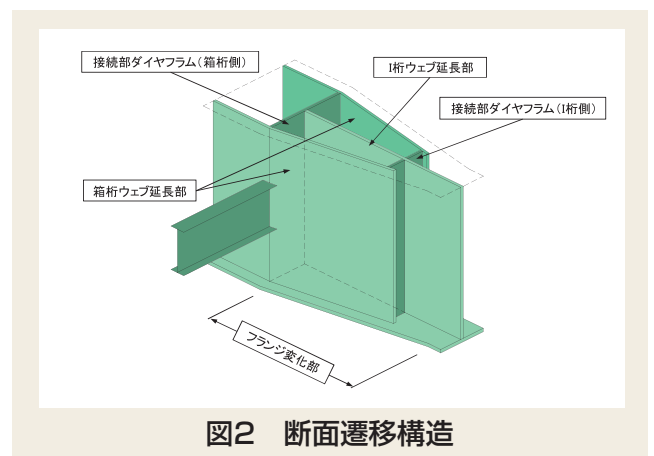 接続部ダイヤフラム（箱桁側）
I桁ウェブ延長部
接続部ダイヤフラム（I桁側）
箱桁ウェブ延長部
フランジ変化部
図2　断面遷移構造